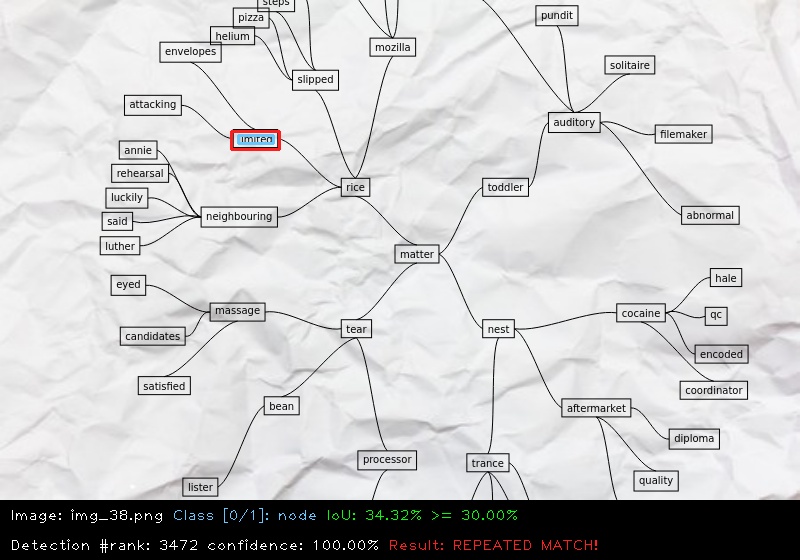 steps
pizza
pundit
helium
mozilla
envelopes
solitaire
slipped
attacking
auditory
filemaker
annie
rehearsal
rice
toddler
luckily
neighbouring
said
abnormal
luther
matter
hale
eyed
massage
cocaine
qc
candidates
tear
nest
encoded
satisfied
coordinator
bean
aftermarket
diploma
processor
trance
quality
lister
Image: img_38.png Class [0/1]: node IoU: 34.32% >= 30.00%
Detection #rank: 3472 confidence: 100.00% Result: REPEATED MATCH!